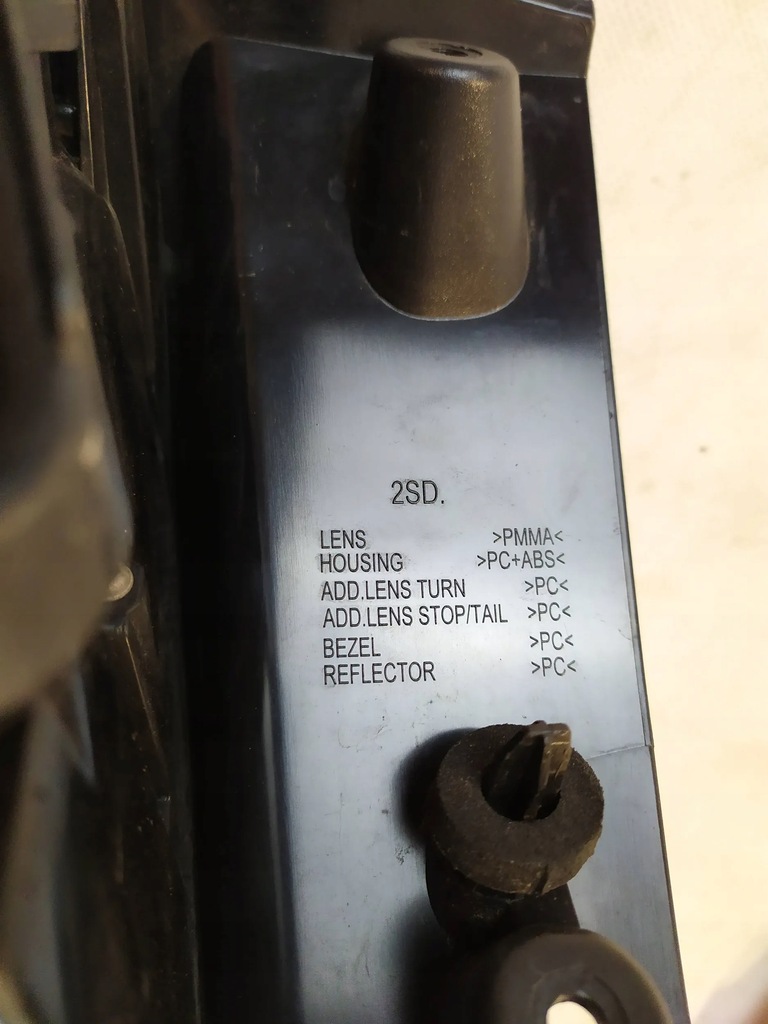 2SD.
LENS >PMMA<
HOUSING >PC+ABS<
ADD.LENS TURN >PC<
ADD.LENS STOP/TAIL >PC<
BEZEL >PC<
REFLECTOR >PC<